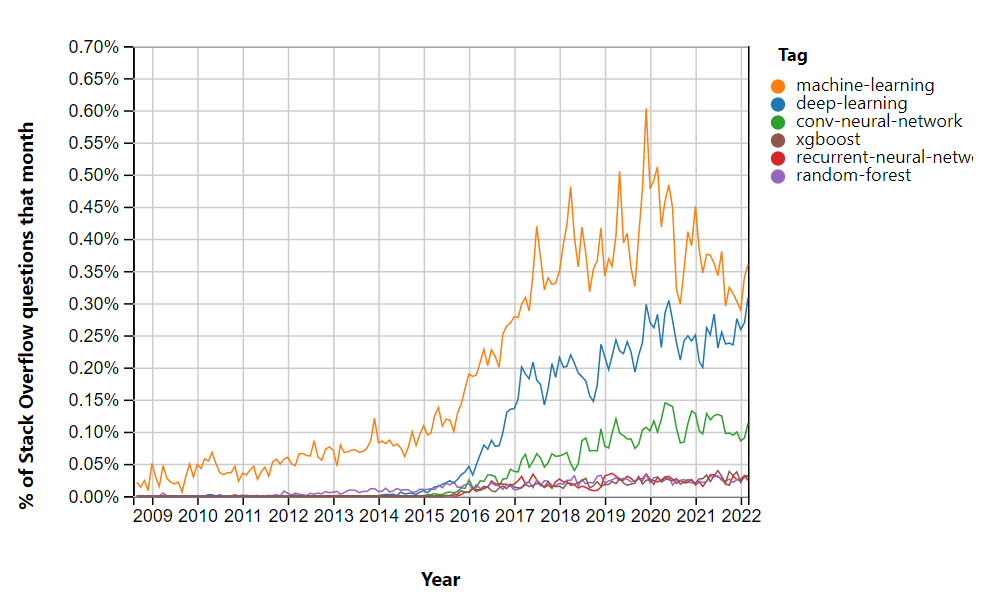 % of Stack Overflow questions that month
0.70%
0.65%
0.60%
0.55%
0.50%
0.45%
0.40%
0.35%
0.30%
0.25%
0.20%
0.15%
0.10%
0.05%
0.00%
2009 2010 2011 2012 2013 2014 2015 2016 2017 2018 2019 2020 2021 2022
Year
Tag
machine-learning
deep-learning
conv-neural-network
xgboost
recurrent-neural-netw
random-forest